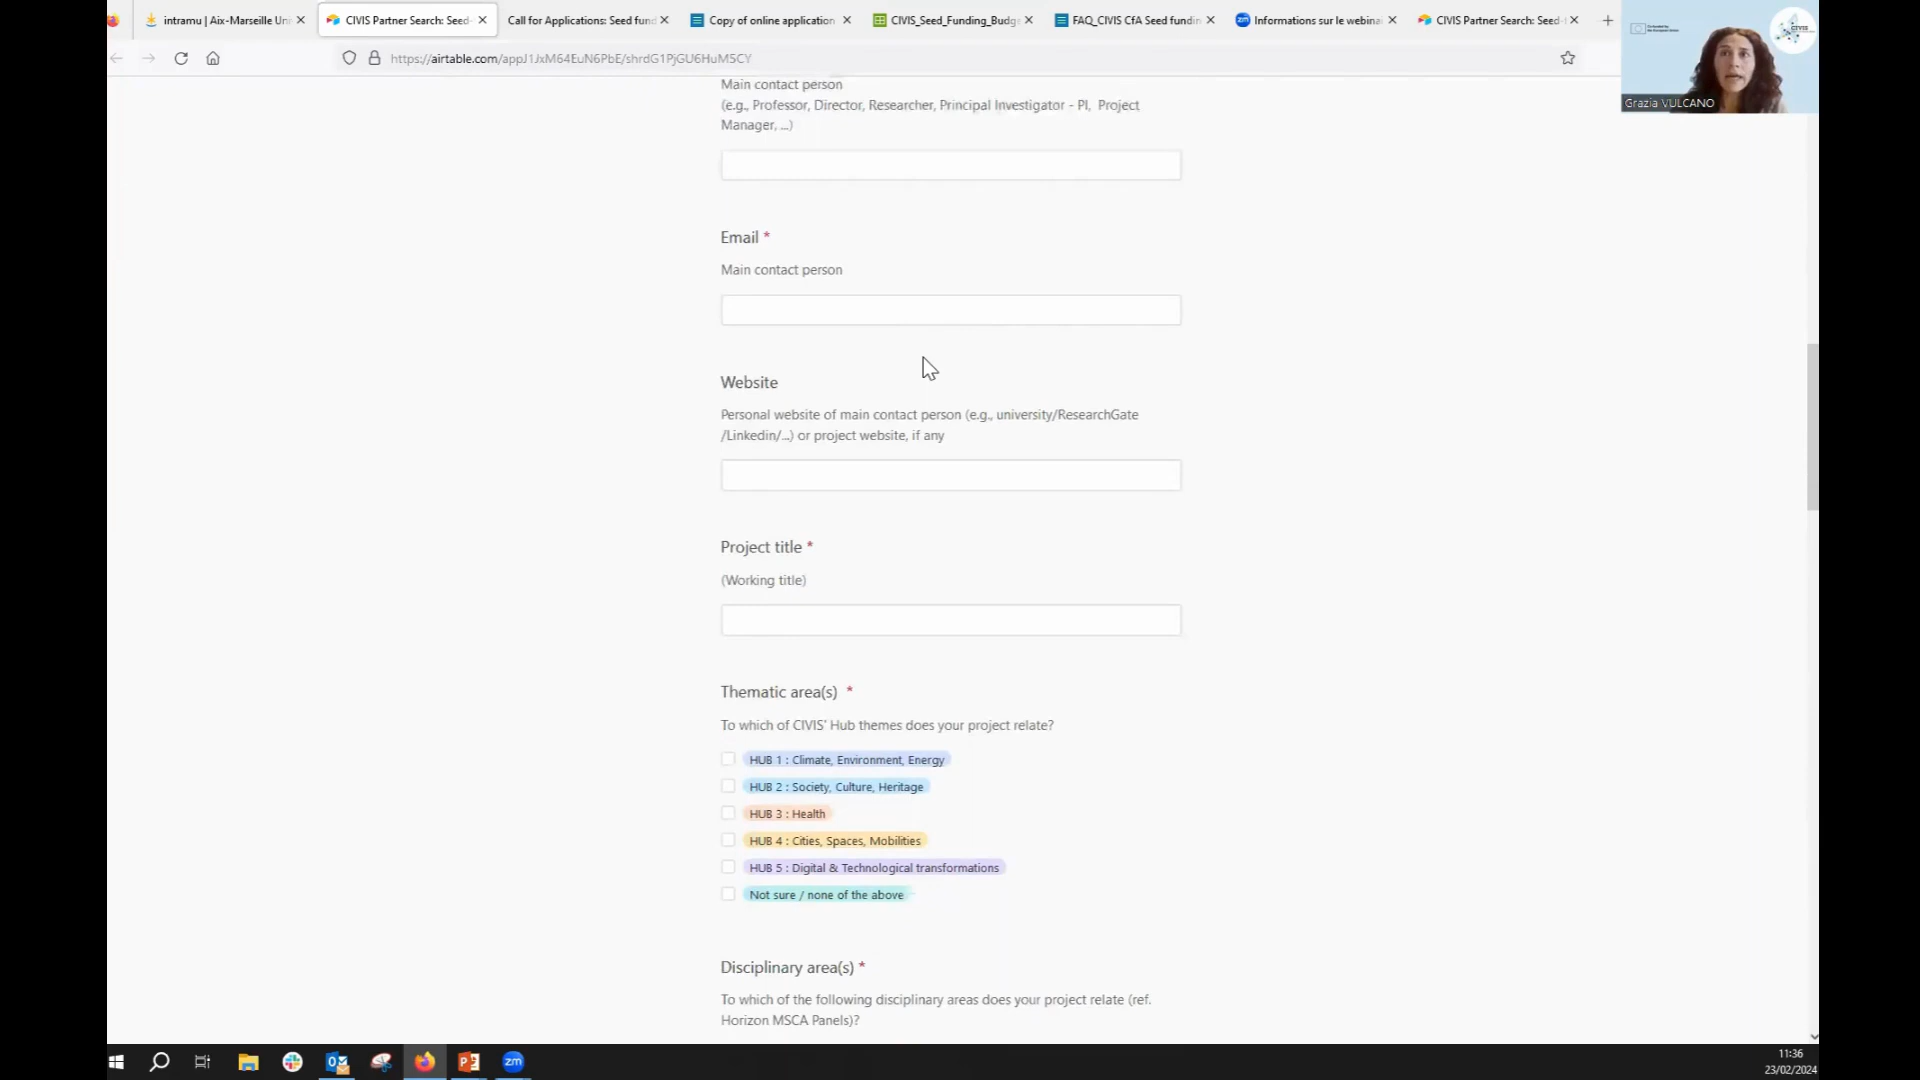 intramu | Aix-Marseille Uni
CIVIS Partner Search: Seed-
Call for Applications: Seed fund
Copy of online application
CIVIS_Seed_Funding_Budg
FAQ_CIVIS CfA Seed fundin
Informations sur le webinai
CIVIS Partner Search: Seed-
https://airtable.com/appJ1JxM64EuN6PbE/shrdG1PjGU6HuM5CY
CIVIS
Grazia VULCANO
Main contact person
(e.g., Professor, Director, Researcher, Principal Investigator - PI, Project
Manager, ...)
Email *
Main contact person
Website
Personal website of main contact person (e.g., university/ResearchGate
/Linkedin/...) or project website, if any
Project title *
(Working title)
Thematic area(s) *
To which of CIVIS' Hub themes does your project relate?
HUB 1 : Climate, Environment, Energy
HUB 2 : Society, Culture, Heritage
HUB 3 : Health
HUB 4 : Cities, Spaces, Mobilities
HUB 5 : Digital & Technological transformations
Not sure / none of the above
Disciplinary area(s) *
To which of the following disciplinary areas does your project relate (ref.
Horizon MSCA Panels)?
zm
11:36
23/02/2024